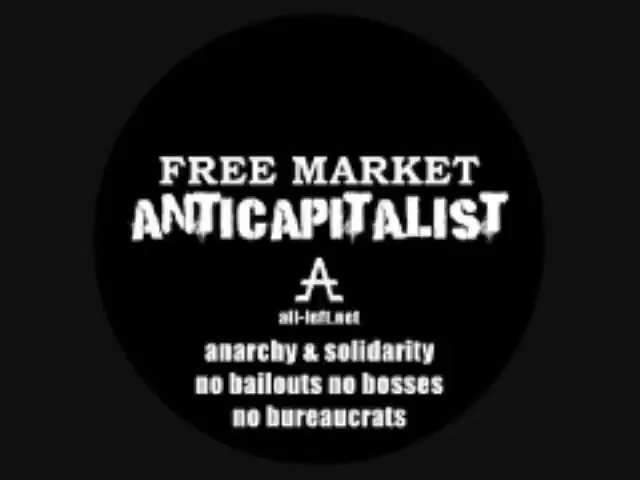 FREE MARKET
ANTICAPITALIST
all-left.net
anarchy & solidarity
no bailouts no bosses
no bureaucrats